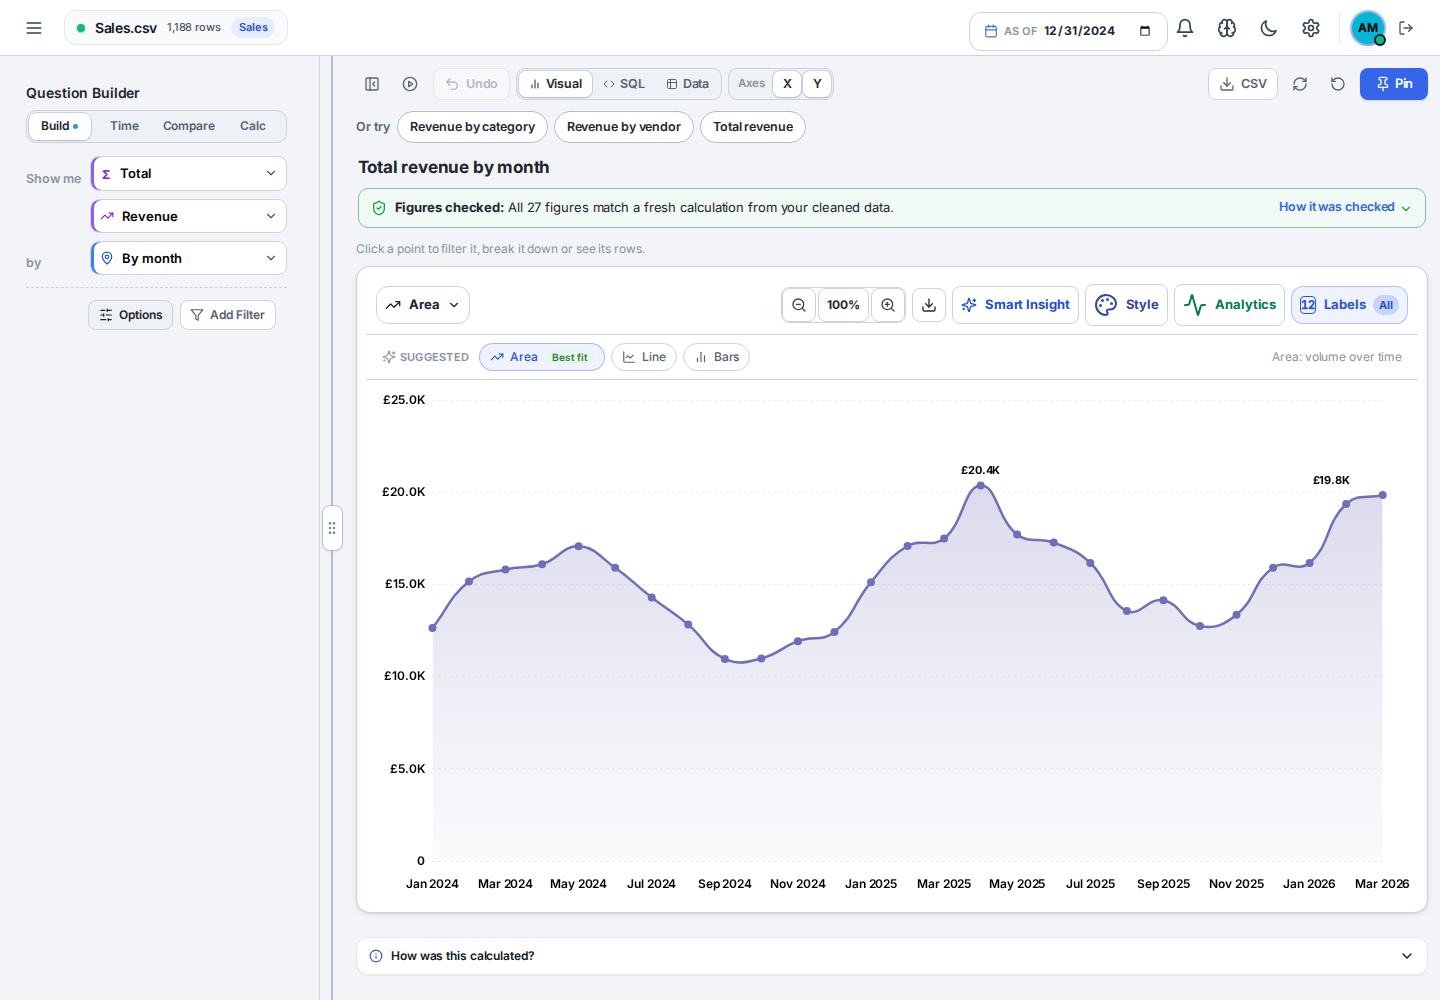 Sales.csv 1,188 rows Sales
AS OF 12/31/2024
AM
Question Builder
Build Time Compare Calc
Show me Σ Total
Revenue
by By month
Options Add Filter
Undo Visual SQL Data Axes X Y CSV Pin
Or try Revenue by category Revenue by vendor Total revenue
Total revenue by month
Figures checked: All 27 figures match a fresh calculation from your cleaned data. How it was checked
Click a point to filter it, break it down or see its rows.
Area 100% Smart Insight Style Analytics 12 Labels All
SUGGESTED Area Best fit Line Bars Area: volume over time
£25.0K
£20.4K
£19.8K
£20.0K
£15.0K
£10.0K
£5.0K
0
Jan 2024 Mar 2024 May 2024 Jul 2024 Sep 2024 Nov 2024 Jan 2025 Mar 2025 May 2025 Jul 2025 Sep 2025 Nov 2025 Jan 2026 Mar 2026
How was this calculated?